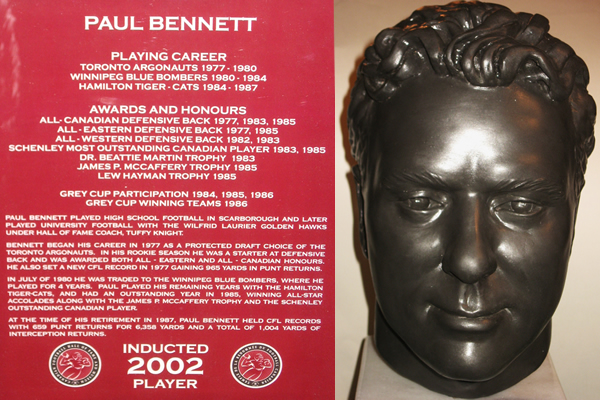 PAUL BENNETT
PLAYING CAREER
TORONTO ARGONAUTS 1977 - 1980
WINNIPEG BLUE BOMBERS 1980 - 1984
HAMILTON TIGER - CATS 1984 - 1987
AWARDS AND HONOURS
ALL - CANADIAN DEFENSIVE BACK 1977, 1983, 1985
ALL - EASTERN DEFENSIVE BACK 1977, 1985
ALL - WESTERN DEFENSIVE BACK 1982, 1983
SCHENLEY MOST OUTSTANDING CANADIAN PLAYER 1983, 1985
DR. BEATTIE MARTIN TROPHY 1983
JAMES P. MCCAFFERY TROPHY 1985
LEW HAYMAN TROPHY 1985
GREY CUP PARTICIPATION 1984, 1985, 1986
GREY CUP WINNING TEAMS 1986
PAUL BENNETT PLAYED HIGH SCHOOL FOOTBALL IN SCARBOROUGH AND LATER
PLAYED UNIVERSITY FOOTBALL WITH THE WILFRID LAURIER GOLDEN HAWKS
UNDER HALL OF FAME COACH, TUFFY KNIGHT.
BENNETT BEGAN HIS CAREER IN 1977 AS A PROTECTED DRAFT CHOICE OF THE
TORONTO ARGONAUTS. IN HIS ROOKIE SEASON HE WAS A STARTER AT DEFENSIVE
BACK AND WAS AWARDED BOTH ALL - EASTERN AND ALL - CANADIAN HONOURS.
HE ALSO SET A NEW CFL RECORD IN 1977 GAINING 965 YARDS IN PUNT RETURNS.
IN JULY OF 1980 HE WAS TRADED TO THE WINNIPEG BLUE BOMBERS, WHERE HE
PLAYED FOR 4 YEARS. PAUL PLAYED HIS REMAINING YEARS WITH THE HAMILTON
TIGER-CATS, AND HAD AN OUTSTANDING YEAR IN 1985, WINNING ALL-STAR
ACCOLADES ALONG WITH THE JAMES P. MCCAFFERY TROPHY AND THE SCHENLEY
OUTSTANDING CANADIAN PLAYER.
AT THE TIME OF HIS RETIREMENT IN 1987, PAUL BENNETT HELD CFL RECORDS
WITH 659 PUNT RETURNS FOR 6,358 YARDS AND A TOTAL OF 1,004 YARDS OF
INTERCEPTION RETURNS.
INDUCTED
2002
PLAYER